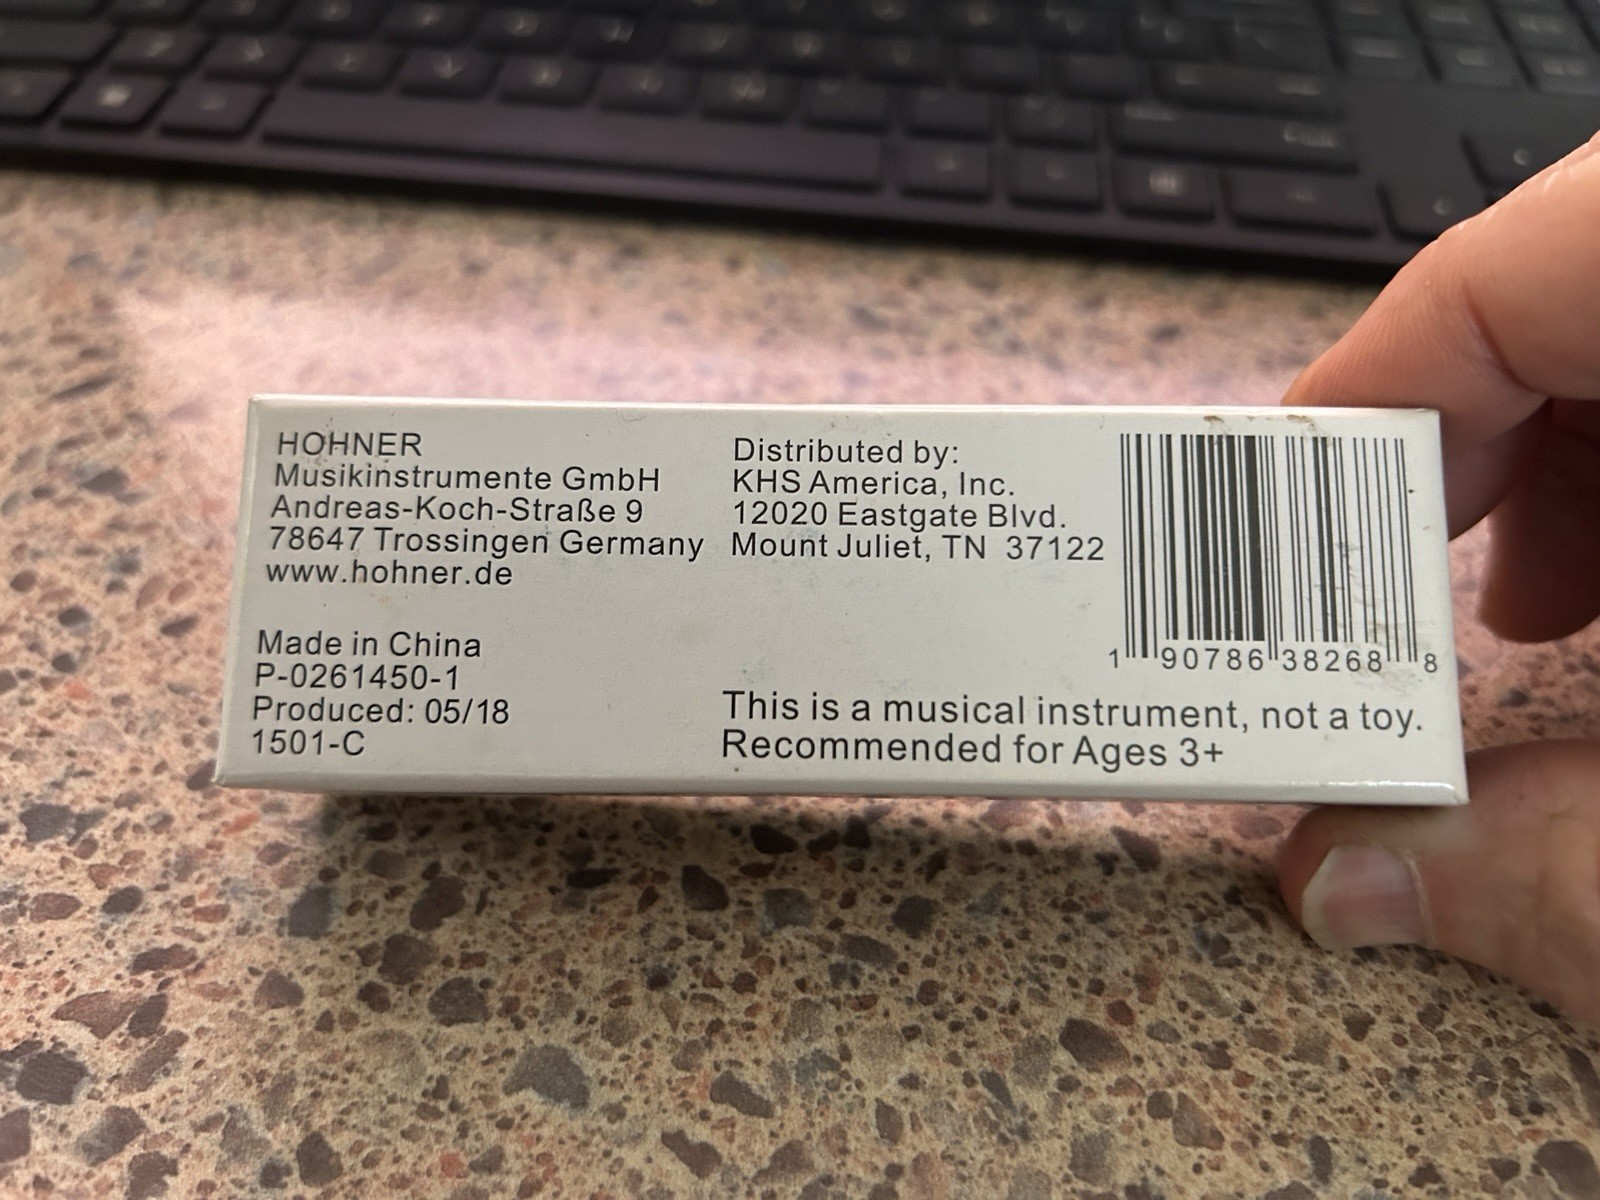 HOHNER
Musikinstrumente GmbH
Andreas-Koch-Straße 9
78647 Trossingen Germany
www.hohner.de
Made in China
P-0261450-1
Produced: 05/18
1501-C
Distributed by:
KHS America, Inc.
12020 Eastgate Blvd.
Mount Juliet, TN 37122
1 90786 38268 8
This is a musical instrument, not a toy.
Recommended for Ages 3+